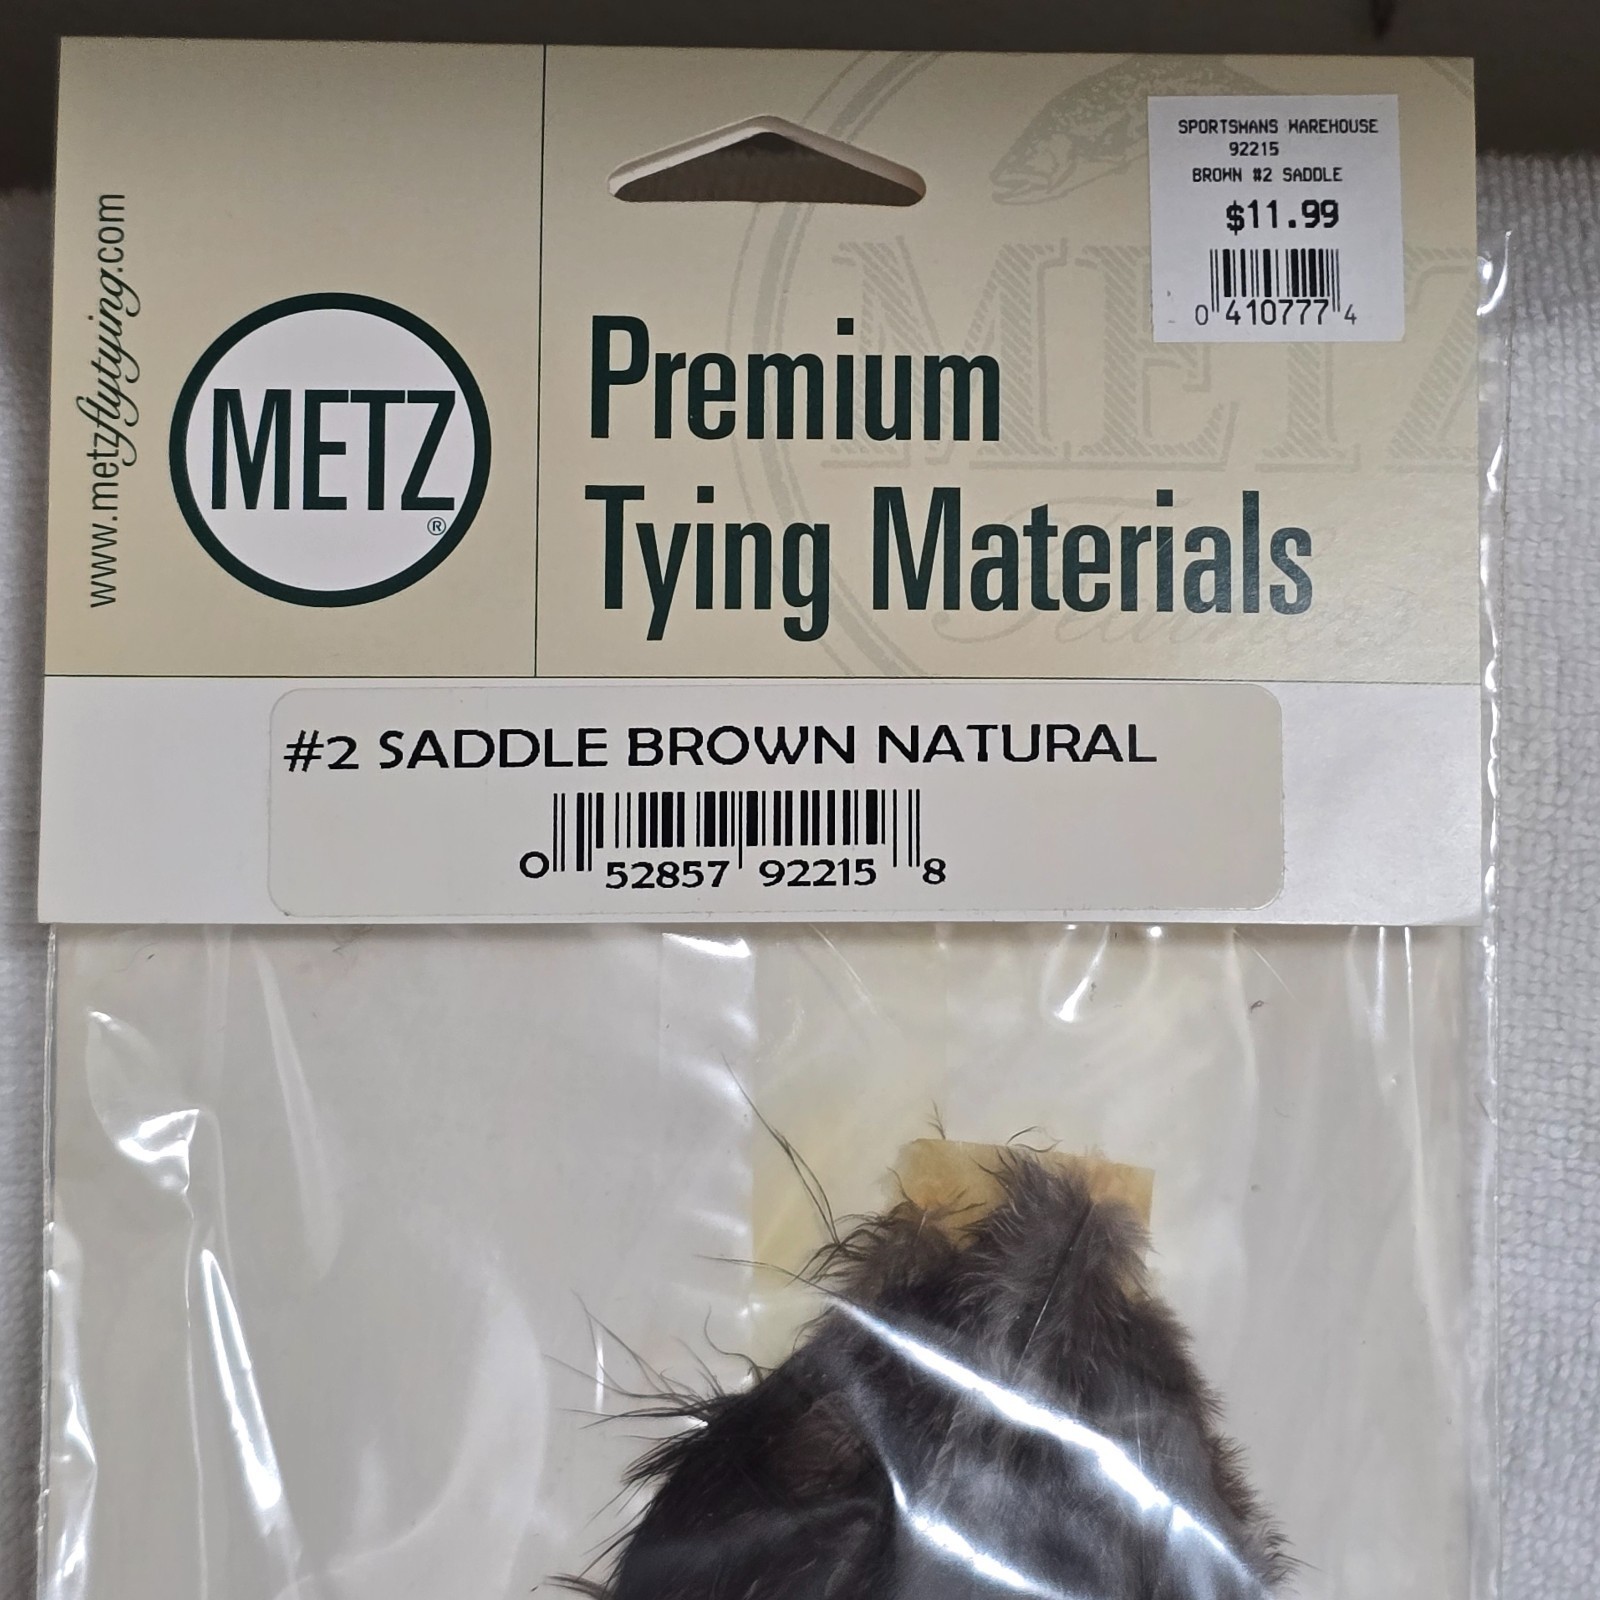 SPORTSMANS WAREHOUSE
92215
BROWN #2 SADDLE
$11.99
0 410777 4
www.metzflytying.com
METZ®
Premium
Tying Materials
METZ
#2 SADDLE BROWN NATURAL
0 52857 92215 8